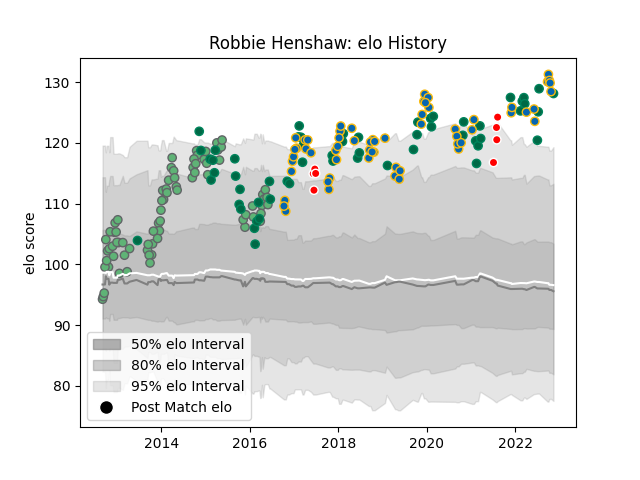 Robbie Henshaw: elo History
elo score
130
120
110
100
90
80
50% elo Interval
80% elo Interval
95% elo Interval
Post Match elo
2014 2016 2018 2020 2022